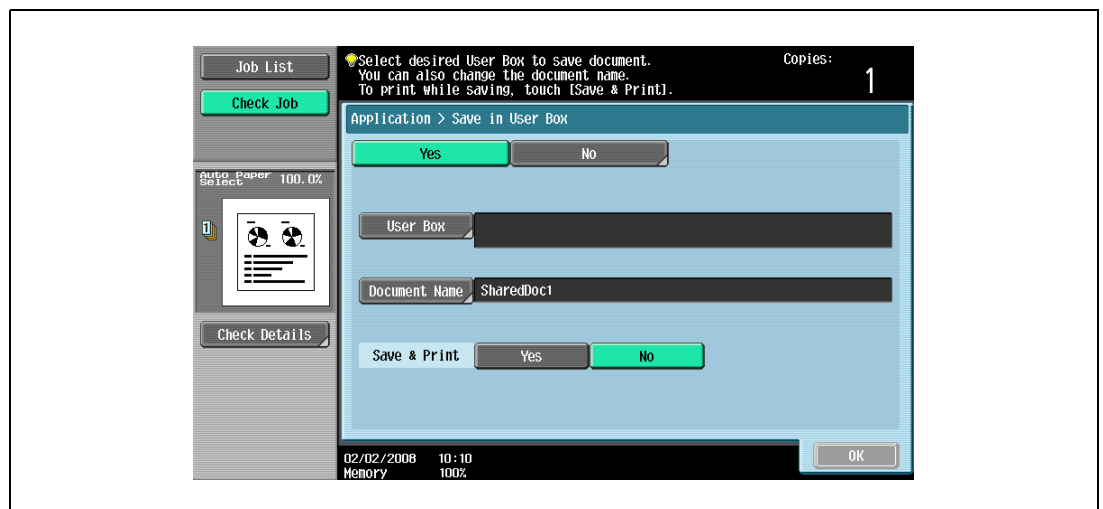 Job List
Check Job
Select desired User Box to save document.
You can also change the document name.
To print while saving, touch [Save & Print].
Copies:
1
Application > Save in User Box
Yes
No
Auto Paper
Select
100.0%
1
User Box
Document Name
SharedDoc1
Check Details
Save & Print
Yes
No
02/02/2008 10:10
Memory 100%
OK